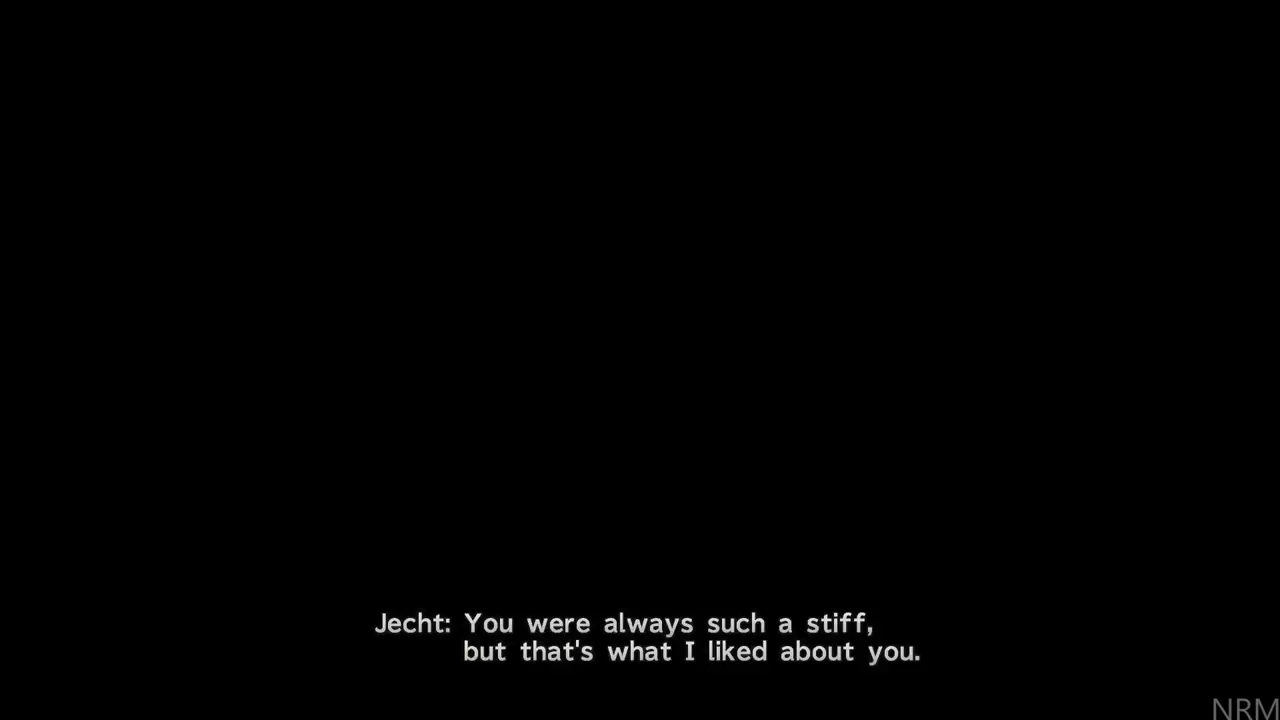 Jecht: You were always such a stiff,
but that's what I liked about you.
NRM